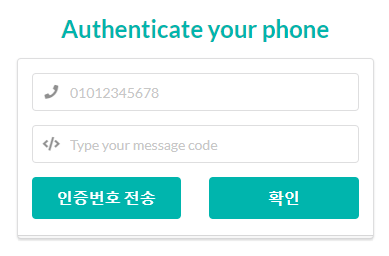 Authenticate your phone
01012345678
Type your message code
인증번호 전송
확인